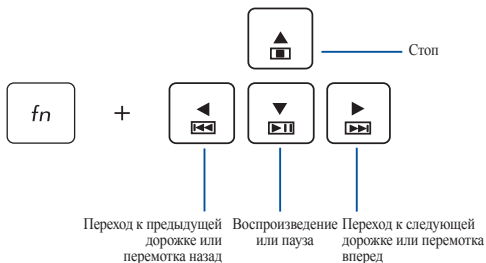 Стоп
fn
+
Переход к предыдущей
дорожке или
перемотка назад
Воспроизведение
или пауза
Переход к следующей
дорожке или перемотка
вперед